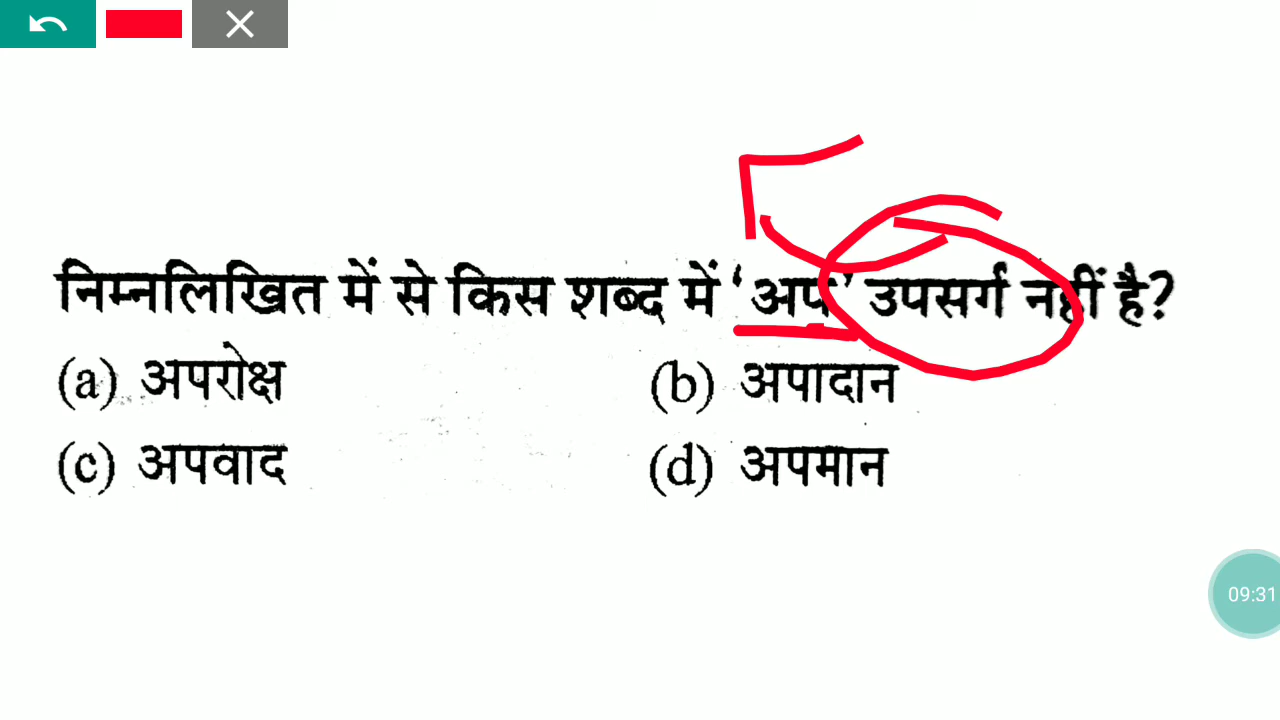 निम्नलिखित में से किस शब्द में 'अप' उपसर्ग नहीं है?
(a) अपरोक्ष (b) अपादान
(c) अपवाद (d) अपमान
09:31